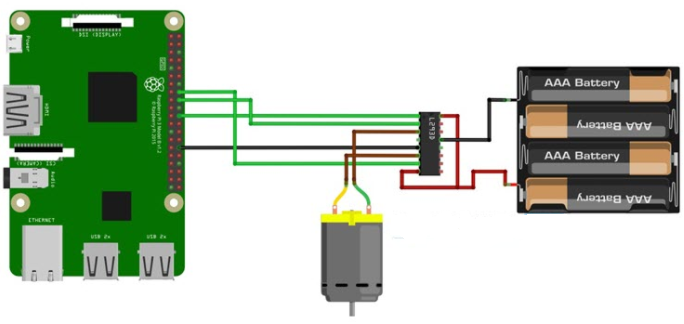 DSI (DISPLAY)
Power
HDMI
CSI (CAMERA)
Audio
ETHERNET
USB 2x
USB 2x
GPIO
Raspberry Pi 3 Model B v1.2
© Raspberry Pi 2015
L293D
AAA Battery
AAA Battery
AAA Battery
AAA Battery